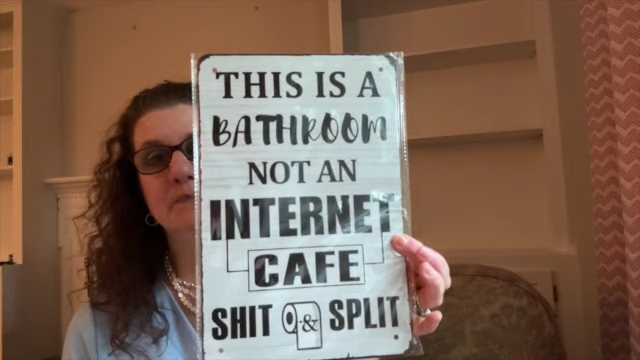 THIS IS A
BATHROOM
NOT AN
INTERNET
CAFE
SHIT & SPLIT